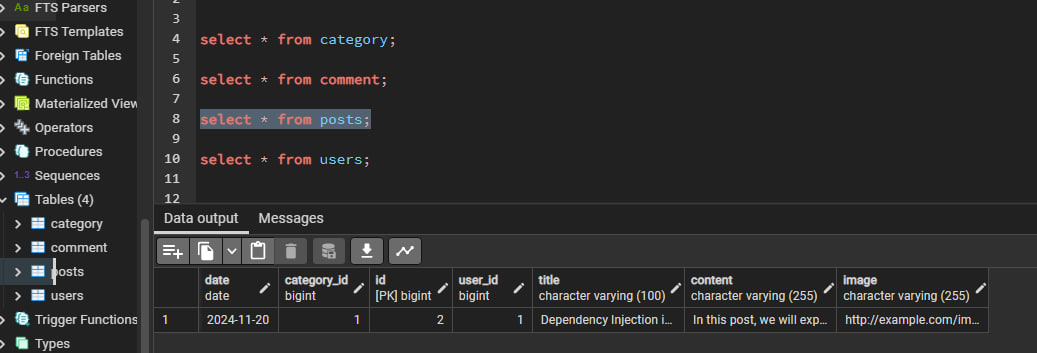 FTS Parsers
FTS Templates
Foreign Tables
Functions
Materialized View
Operators
Procedures
1..3 Sequences
Tables (4)
category
comment
posts
users
Trigger Functions
Types
3
4 select * from category;
5
6 select * from comment;
7
8 select * from posts;
9
10 select * from users;
11
12
Data output Messages
date category_id id user_id title content image
date bigint [PK] bigint bigint character varying (100) character varying (255) character varying (255)
1 2024-11-20 1 2 1 Dependency Injection i... In this post, we will exp... http://example.com/im...